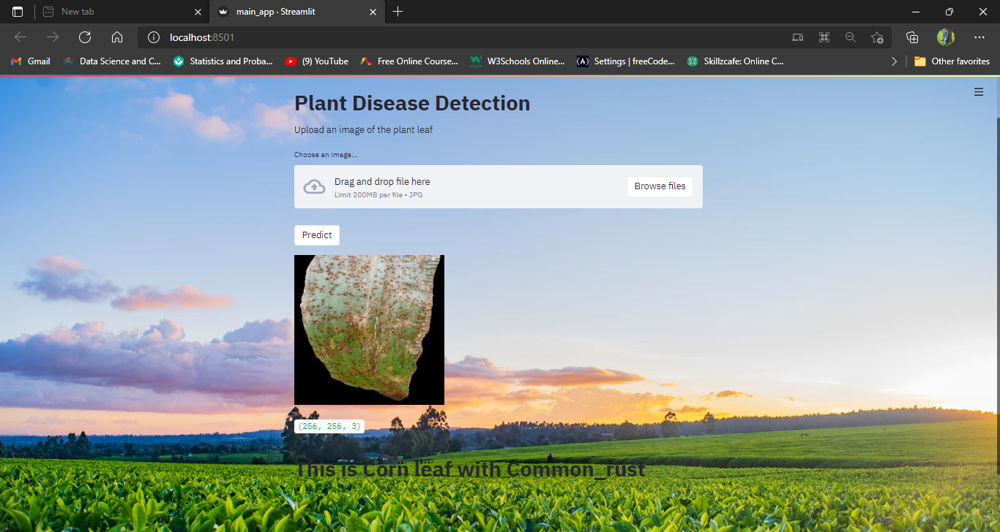 New tab
main_app · Streamlit
localhost:8501
Gmail
Data Science and C...
Statistics and Proba...
(9) YouTube
Free Online Course...
W3Schools Online...
Settings | freeCode...
Skillzcafe: Online C...
Other favorites
Plant Disease Detection
Upload an image of the plant leaf
Choose an image...
Drag and drop file here
Limit 200MB per file • JPG
Browse files
Predict
(256, 256, 3)
This is Corn leaf with Common_rust